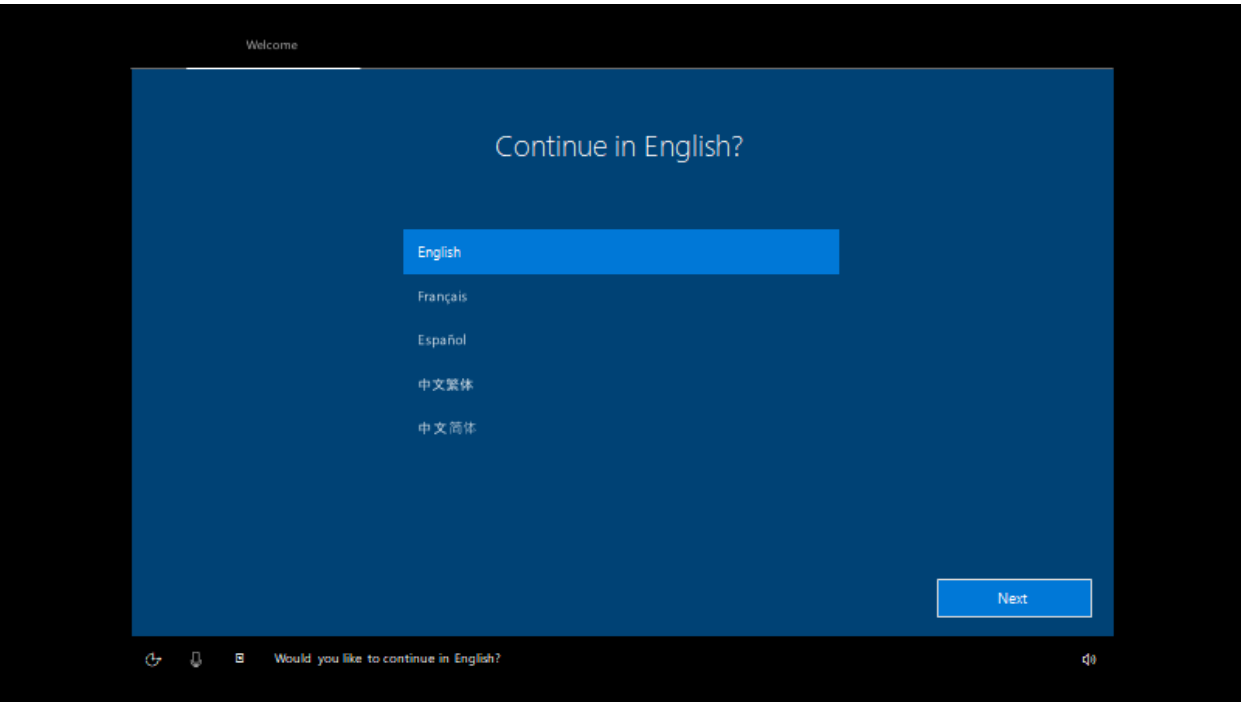 Welcome
Continue in English?
English
Français
Español
中文繁体
中文简体
Next
Would you like to continue in English?